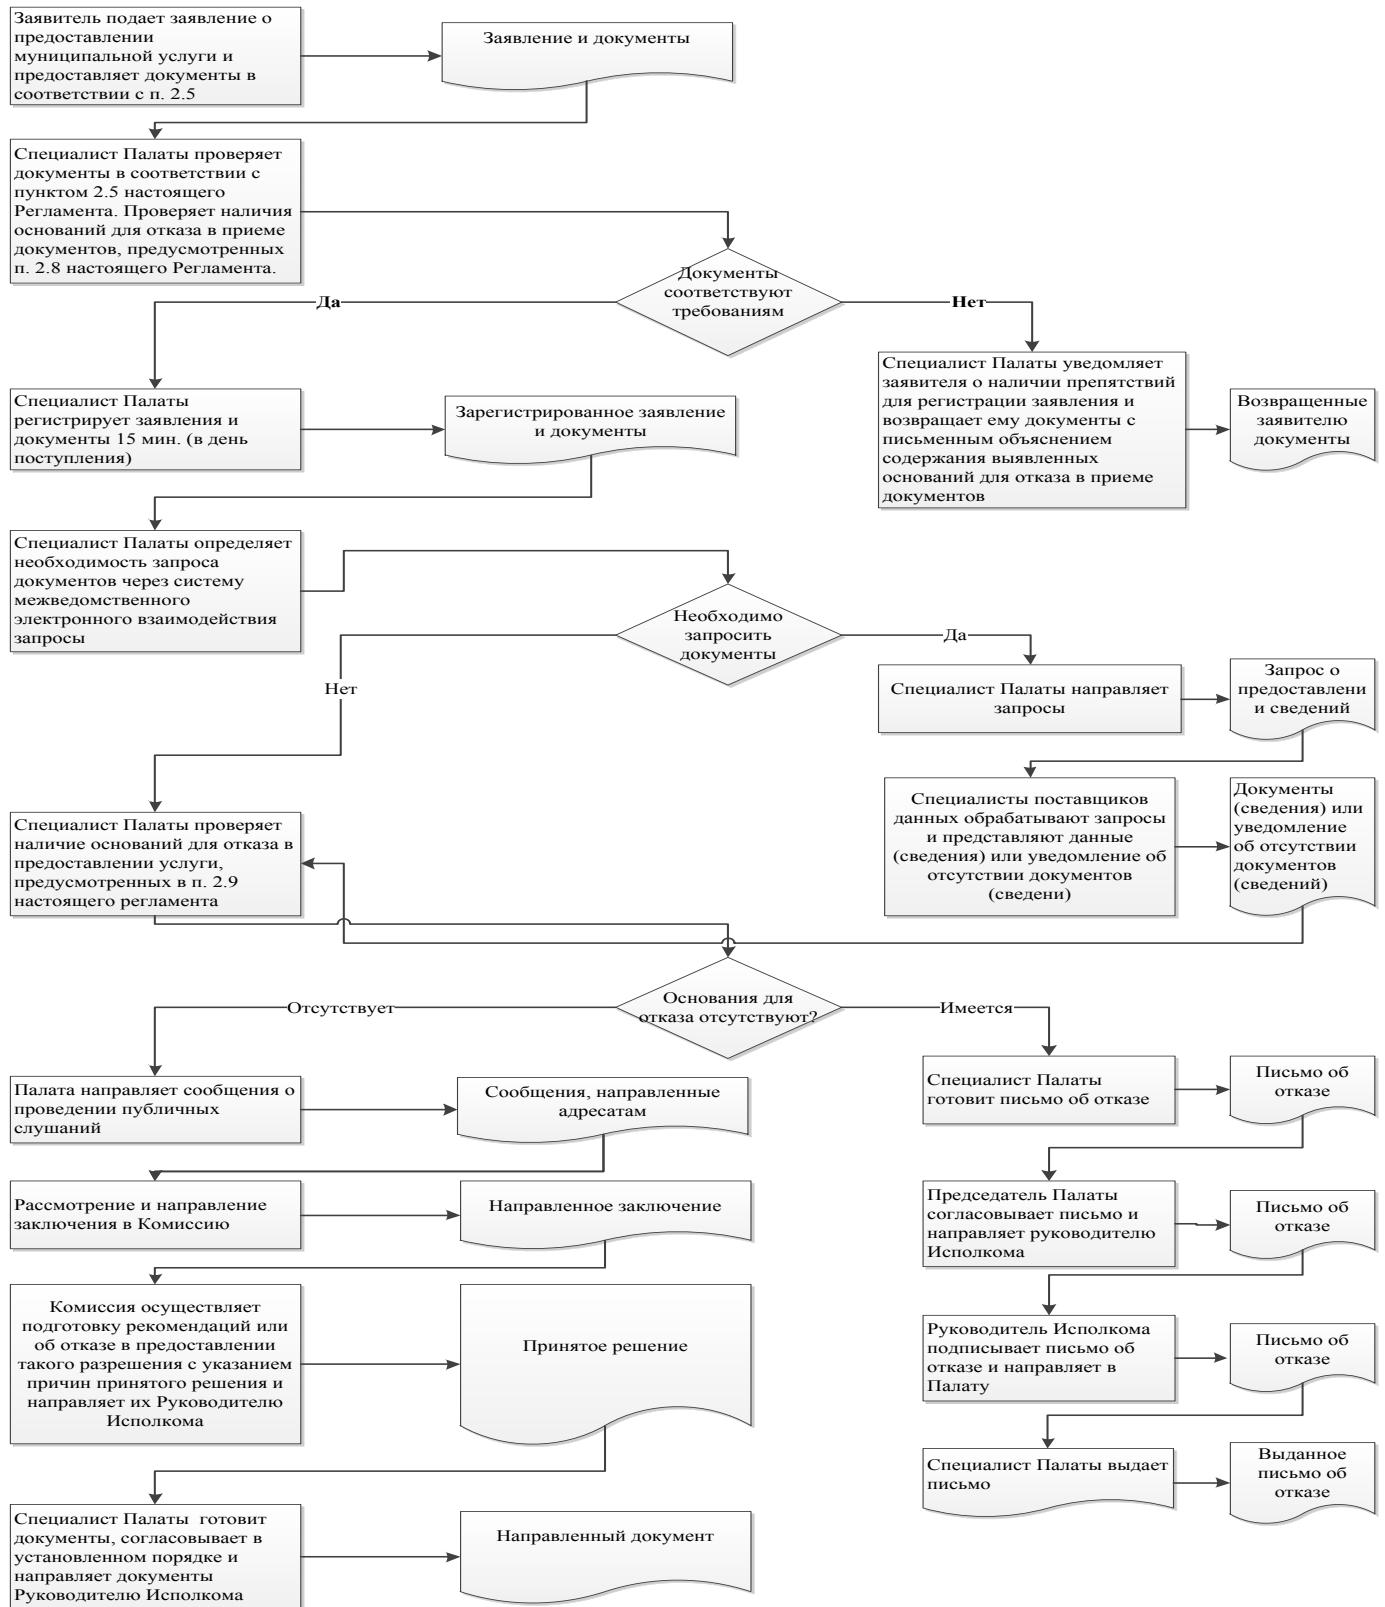 Заявитель подает заявление о
предоставлении
муниципальной услуги и
предоставляет документы в
соответствии с п. 2.5
Заявление и документы
Специалист Палаты проверяет
документы в соответствии с
пунктом 2.5 настоящего
Регламента. Проверяет наличия
оснований для отказа в приеме
документов, предусмотренных
п. 2.8 настоящего Регламента.
Документы
соответствуют
требованиям
Да
Нет
Специалист Палаты
регистрирует заявления и
документы 15 мин. (в день
поступления)
Зарегистрированное заявление
и документы
Специалист Палаты уведомляет
заявителя о наличии препятствий
для регистрации заявления и
возвращает ему документы с
письменным объяснением
содержания выявленных
оснований для отказа в приеме
документов
Возвращенные
заявителю
документы
Специалист Палаты определяет
необходимость запроса
документов через систему
межведомственного
электронного взаимодействия
запросы
Необходимо
запросить
документы
Да
Нет
Специалист Палаты направляет
запросы
Запрос о
предоставлени
и сведений
Специалисты поставщиков
данных обрабатывают запросы
и представляют данные
(сведения) или уведомление об
отсутствии документов
(сведени)
Документы
(сведения) или
уведомление
об отсутствии
документов
(сведений)
Специалист Палаты проверяет
наличие оснований для отказа в
предоставлении услуги,
предусмотренных в п. 2.9
настоящего регламента
Основания для
отказа отсутствуют?
Отсутствует
Имеется
Палата направляет сообщения о
проведении публичных
слушаний
Сообщения, направленные
адресатам
Специалист Палаты
готовит письмо об отказе
Письмо об
отказе
Рассмотрение и направление
заключения в Комиссию
Направленное заключение
Председатель Палаты
согласовывает письмо и
направляет руководителю
Исполкома
Письмо об
отказе
Комиссия осуществляет
подготовку рекомендаций или
об отказе в предоставлении
такого разрешения с указанием
причин принятого решения и
направляет их Руководителю
Исполкома
Принятое решение
Руководитель Исполкома
подписывает письмо об
отказе и направляет в
Палату
Письмо об
отказе
Специалист Палаты выдает
письмо
Выданное
письмо об
отказе
Специалист Палаты  готовит
документы, согласовывает в
установленном порядке и
направляет документы
Руководителю Исполкома
Направленный документ